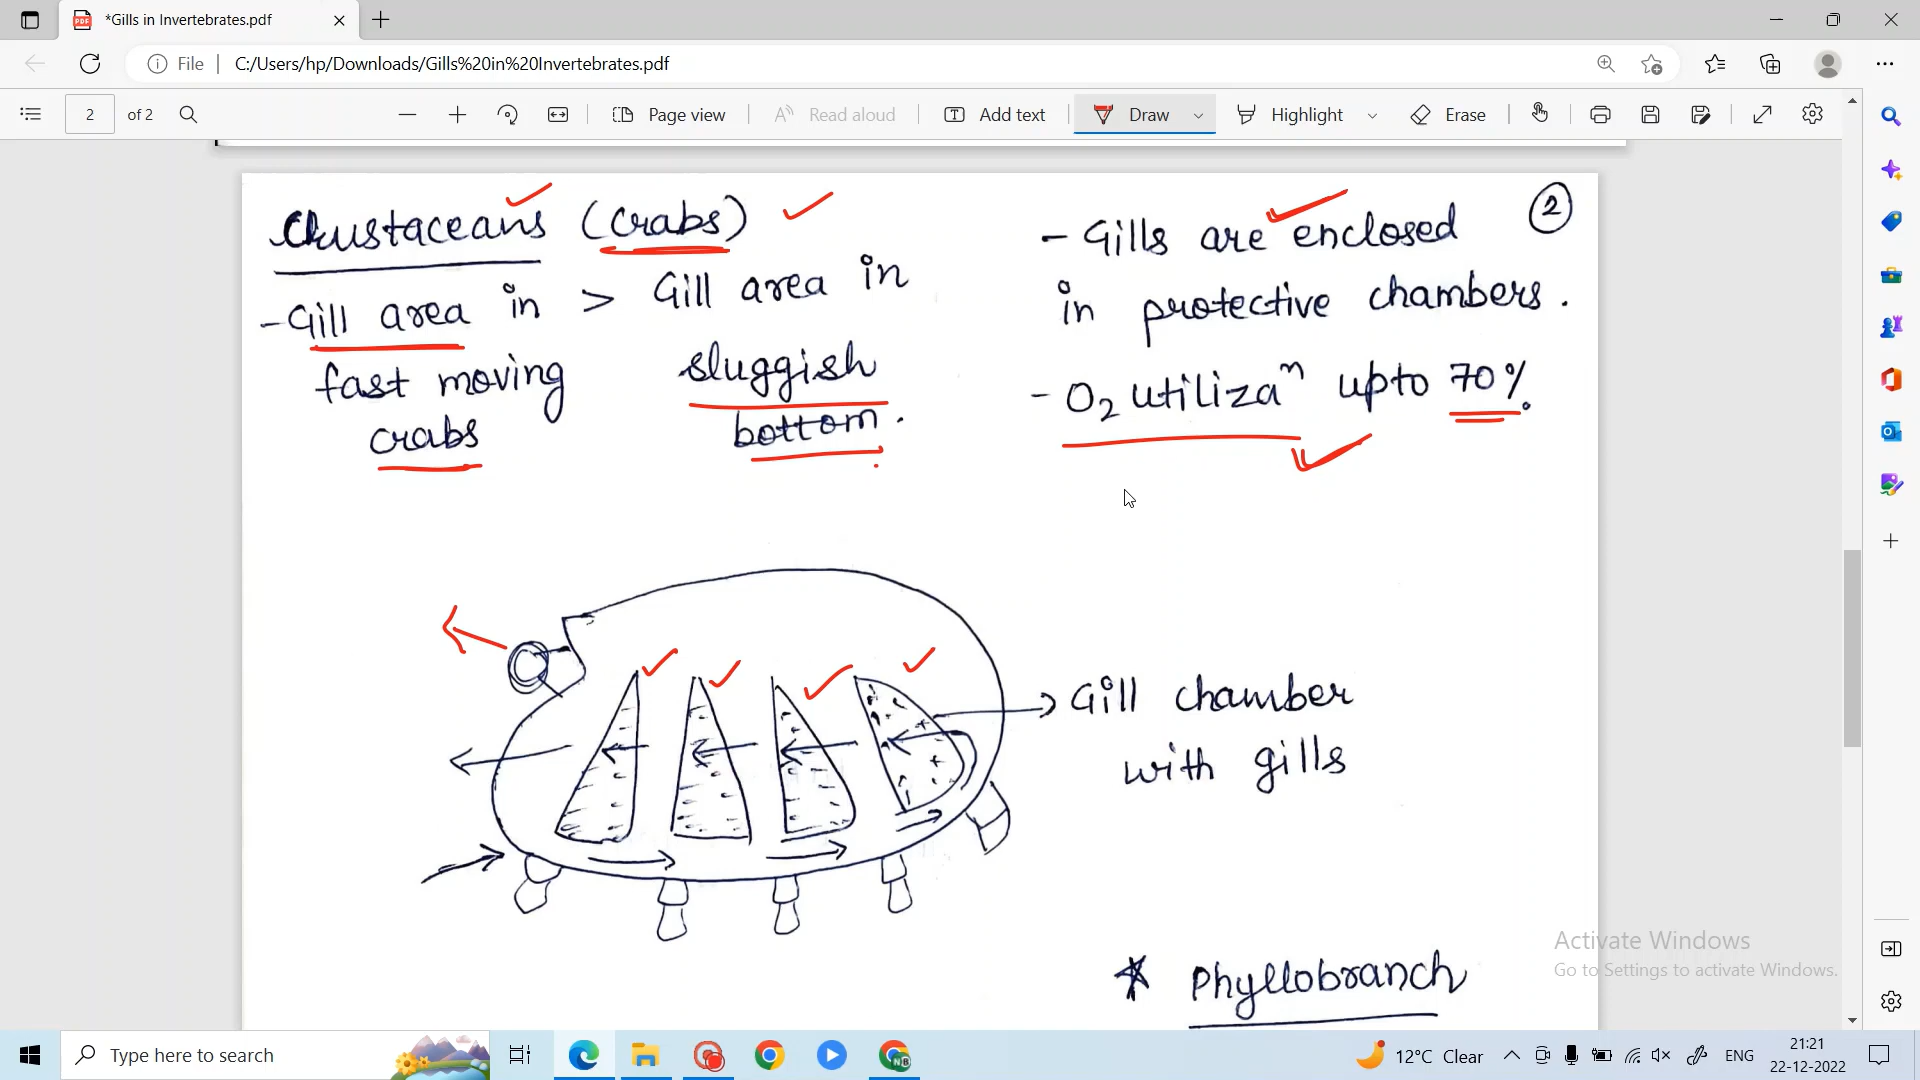 *Gills in Invertebrates.pdf
File
C:/Users/hp/Downloads/Gills%20in%20Invertebrates.pdf
2 of 2
Page view
Read aloud
Add text
Draw
Highlight
Erase
Crustaceans (crabs)
- Gill area in > Gill area in
fast moving sluggish
crabs bottom.
2
- Gills are enclosed
in protective chambers.
- O2 utilizaⁿ upto 70%.
Gill chamber
with gills
* Phyllobranch
Activate Windows
Go to Settings to activate Windows.
Type here to search
12°C Clear
ENG
21:21
22-12-2022